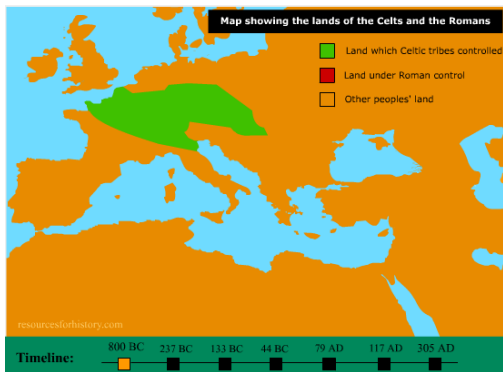 Map showing the lands of the Celts and the Romans
Land which Celtic tribes controlled
Land under Roman control
Other peoples' land
resourcesforhistory.com
Timeline:
800 BC 237 BC 133 BC 44 BC 79 AD 117 AD 305 AD